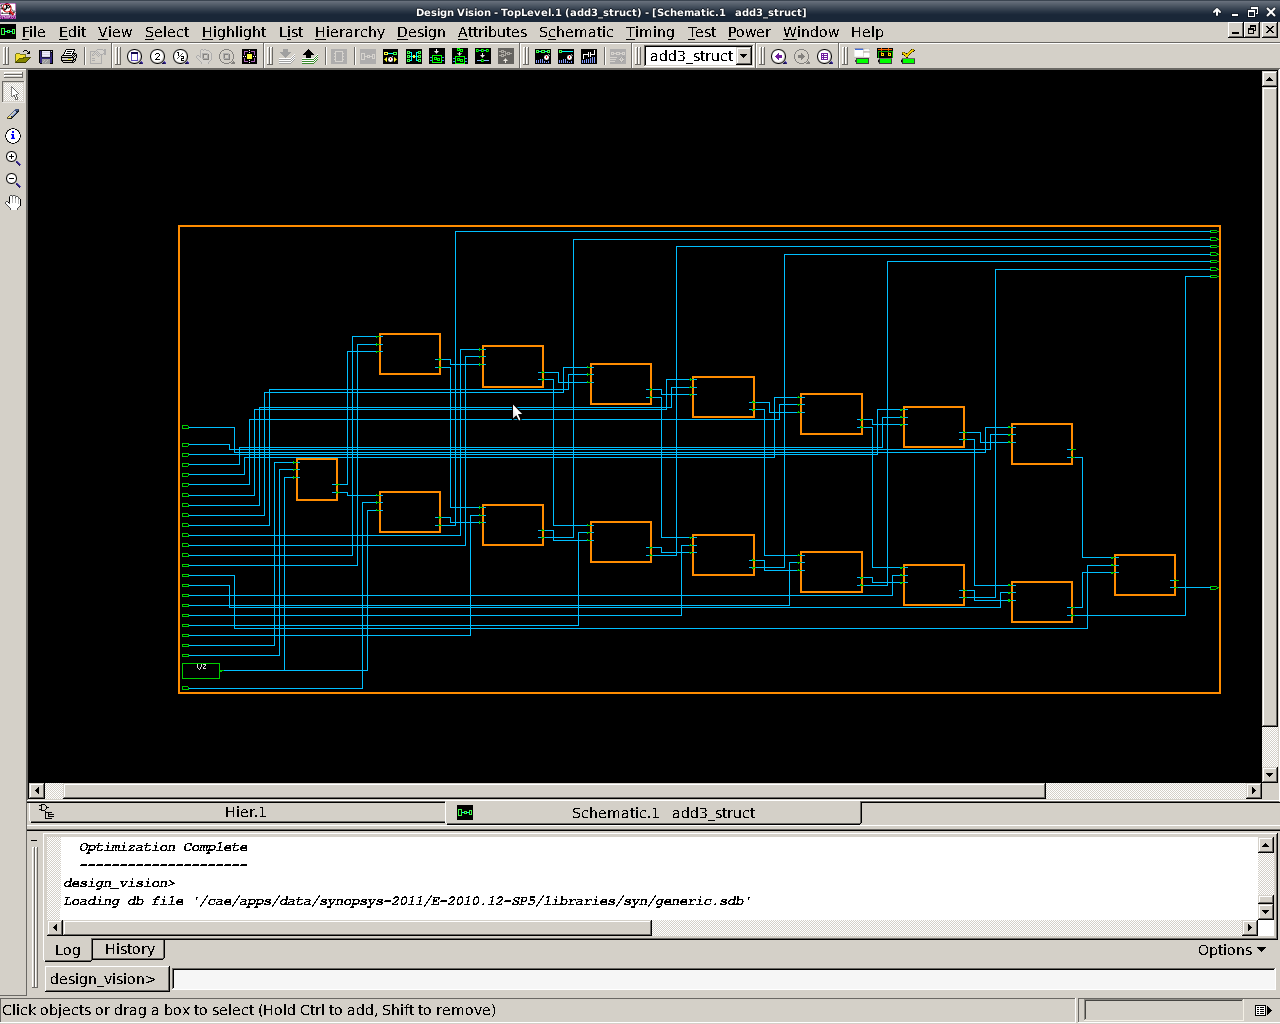 Design Vision - TopLevel.1 (add3_struct) - [Schematic.1 add3_struct]
File Edit View Select Highlight List Hierarchy Design Attributes Schematic Timing Test Power Window Help
add3_struct
Hier.1 Schematic.1 add3_struct
Optimization Complete
---------------------
design_vision>
Loading db file '/cae/apps/data/synopsys-2011/E-2010.12-SP5/libraries/syn/generic.sdb'
Log History Options
design_vision>
Click objects or drag a box to select (Hold Ctrl to add, Shift to remove)